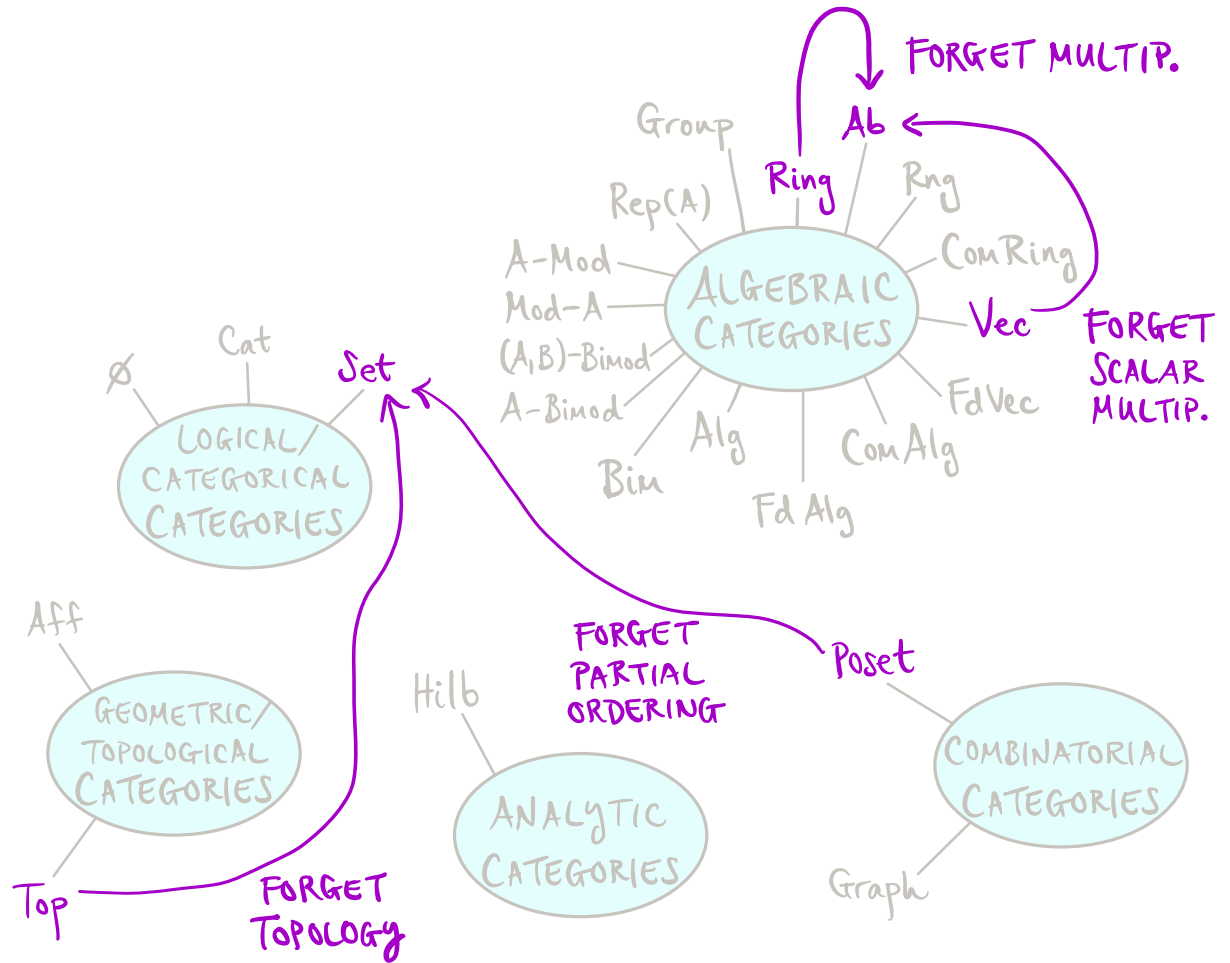 FORGET MULTIP.
Group
Ab
Ring
Rng
Rep(A)
A-Mod
ComRing
Mod-A
ALGEBRAIC
CATEGORIES
Vec
FORGET
SCALAR
MULTIP.
(A,B)-Bimod
A-Bimod
FdVec
Alg
ComAlg
Bim
Fd Alg
Ø
Cat
Set
LOGICAL/
CATEGORICAL
CATEGORIES
Aff
GEOMETRIC/
TOPOLOGICAL
CATEGORIES
Top
FORGET
TOPOLOGY
Hilb
ANALYTIC
CATEGORIES
FORGET
PARTIAL
ORDERING
Poset
COMBINATORIAL
CATEGORIES
Graph